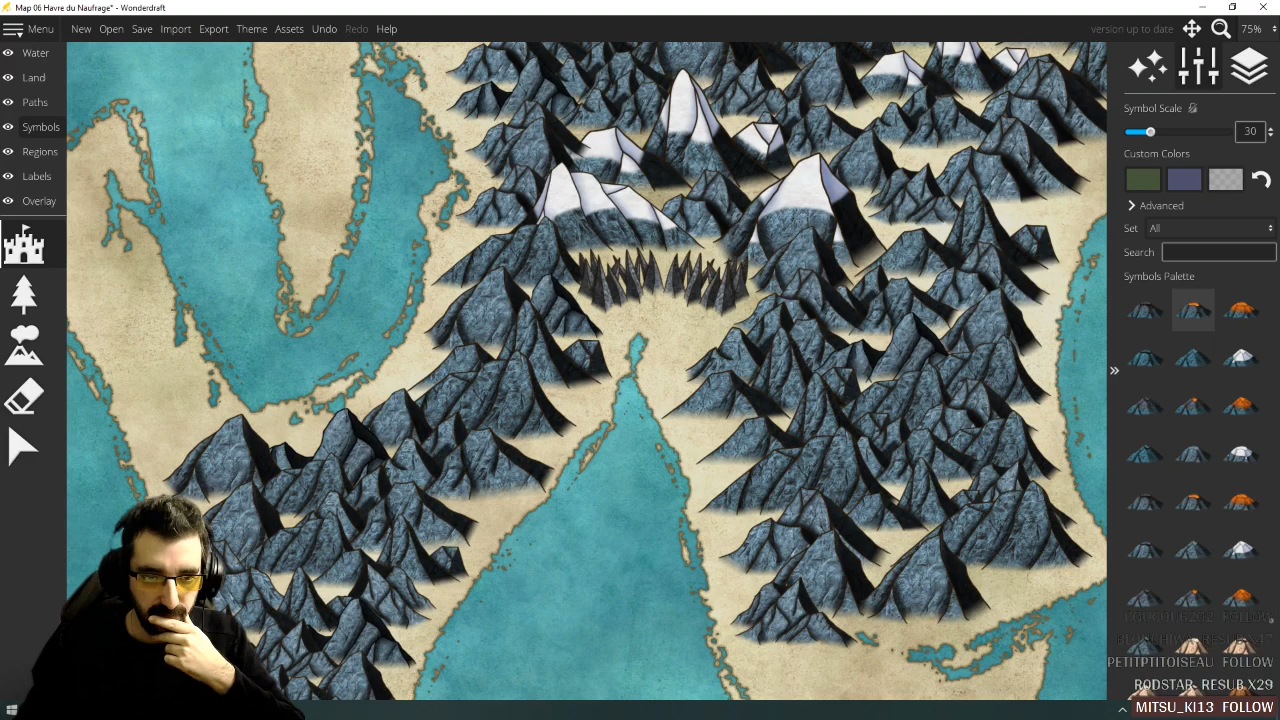 Map 06 Havre du Naufrage* - Wonderdraft
Menu
New
Open
Save
Import
Export
Theme
Assets
Undo
Redo
Help
version up to date
75%
Water
Land
Paths
Symbols
Regions
Labels
Overlay
Symbol Scale
30
Custom Colors
Advanced
Set
All
Search
Symbols Palette
PETITPTITOISEAU FOLLOW
RODSTAR RESUB X29
MITSU_KI13 FOLLOW